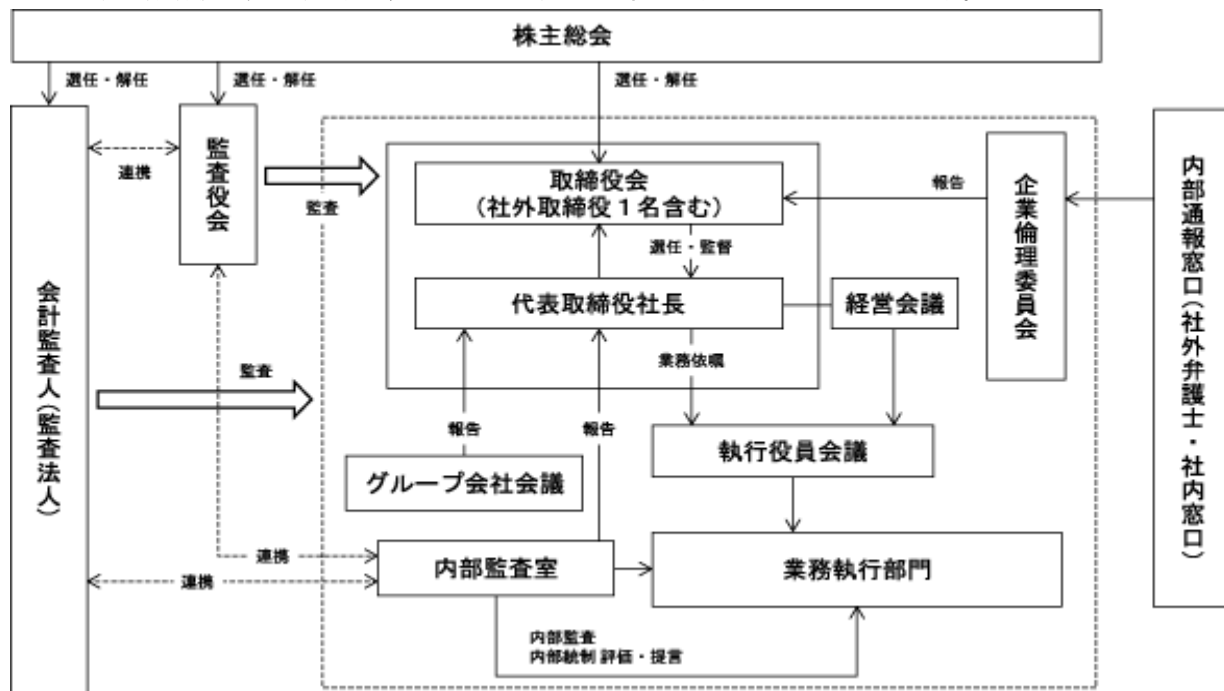 株主総会
選任・解任
選任・解任
選任・解任
監査役会
連携
監査
取締役会
(社外取締役１名含む)
報告
企業倫理委員会
内部通報窓口(社外弁護士・社内窓口)
選任・監督
代表取締役社長
経営会議
会計監査人(監査法人)
監査
業務依嘱
報告
報告
執行役員会議
グループ会社会議
連携
連携
内部監査室
業務執行部門
内部監査
内部統制 評価・提言